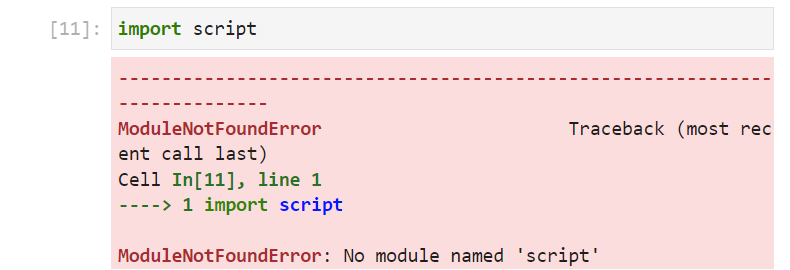 [11]: import script
---------------------------------------------------------------------------
ModuleNotFoundError                       Traceback (most rec
ent call last)
Cell In[11], line 1
----> 1 import script

ModuleNotFoundError: No module named 'script'